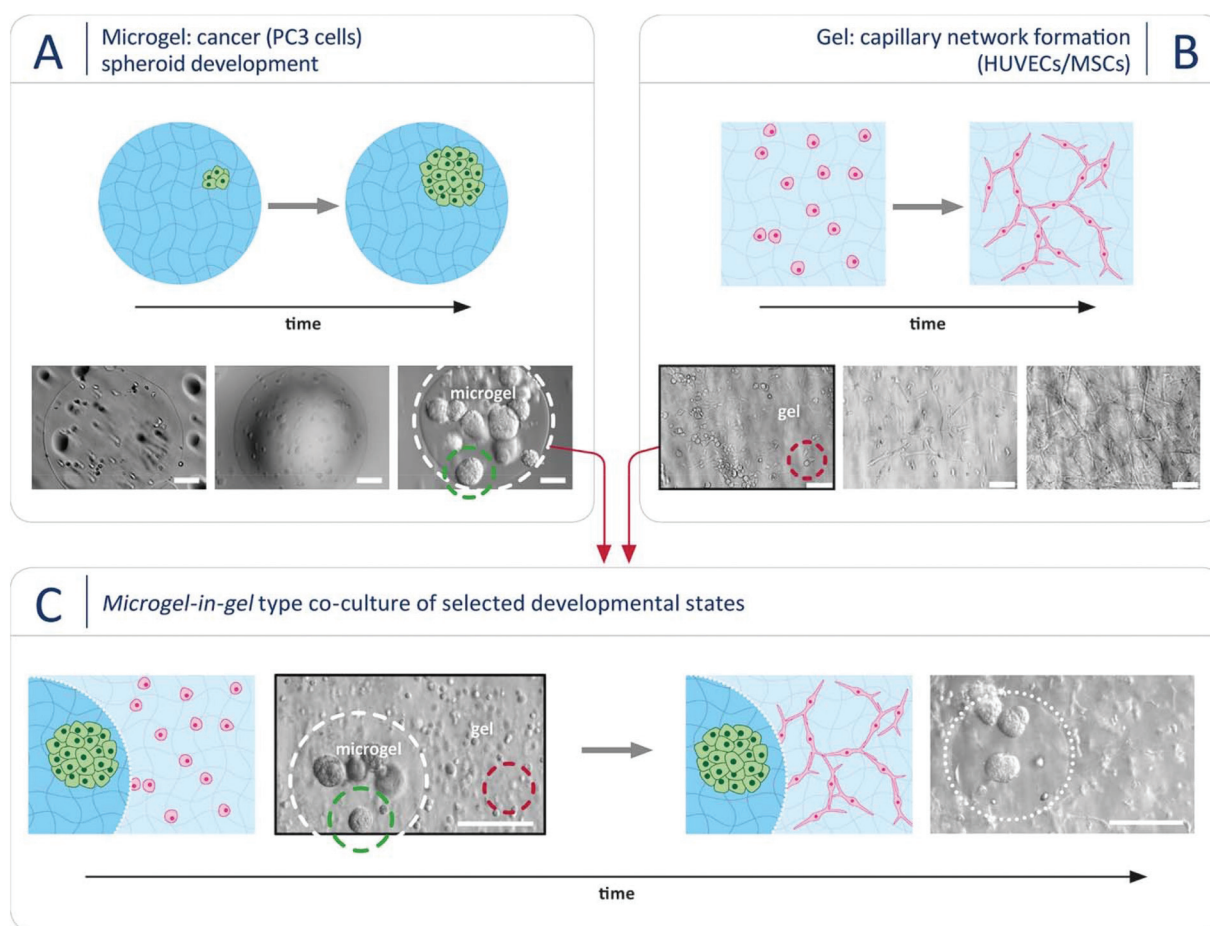 A
Microgel: cancer (PC3 cells)
spheroid development
time
microgel
Gel: capillary network formation
(HUVECs/MSCs)
B
time
gel
C
Microgel-in-gel type co-culture of selected developmental states
microgel
gel
time